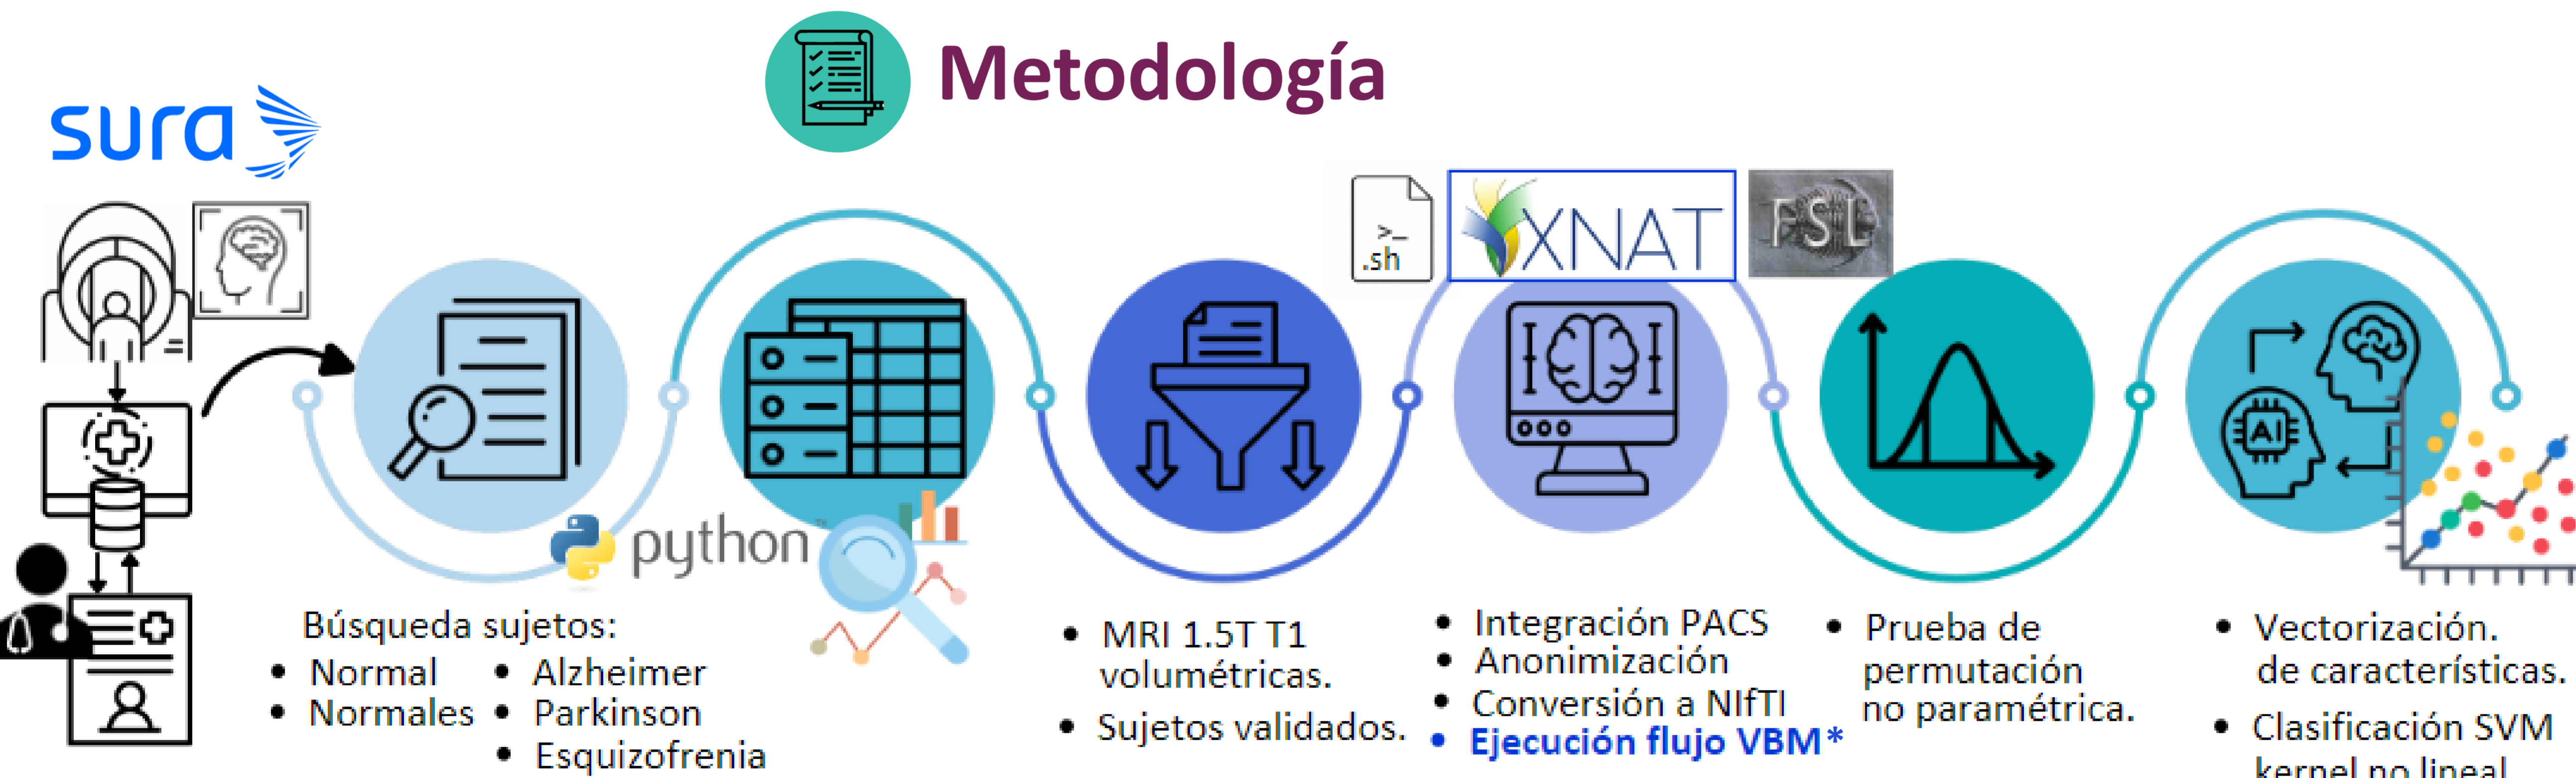 Metodología
sura
>_
.sh
XNAT
FSL
AI
python™
Búsqueda sujetos:
• Normal
• Normales
• Alzheimer
• Parkinson
• Esquizofrenia
• MRI 1.5T T1
volumétricas.
• Sujetos validados.
• Integración PACS
• Anonimización
• Conversión a NIfTI
• Ejecución flujo VBM*
• Prueba de
permutación
no paramétrica.
• Vectorización.
de características.
• Clasificación SVM
kernel no lineal